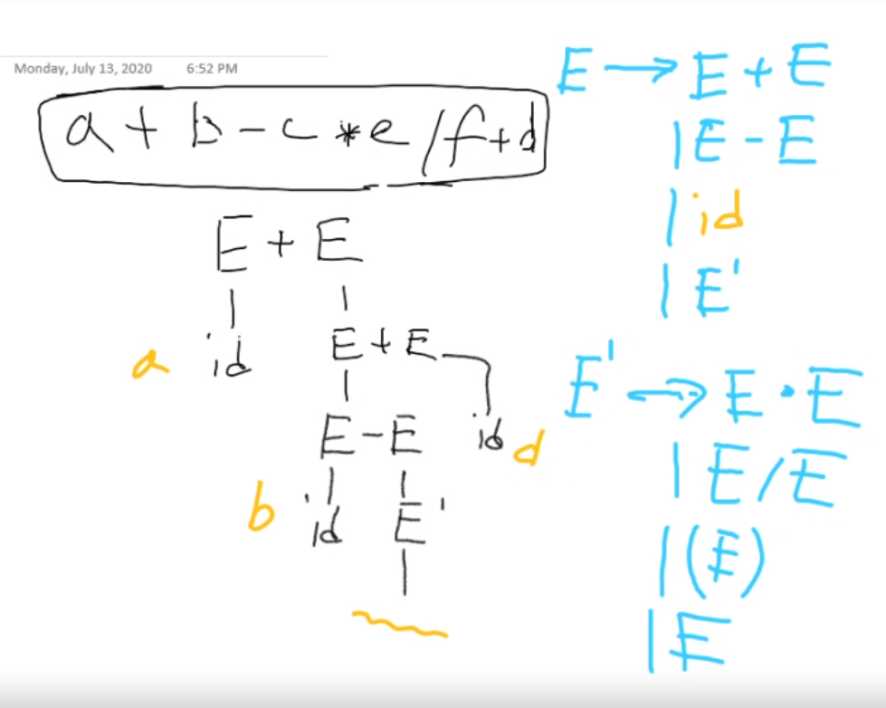 Monday, July 13, 2020 6:52 PM
a + b - c * e / f + d
E → E + E
| E - E
| id
| E'
E' → E • E
| E / E
| (E)
| E
E + E
a id E + E
E - E id d
b id E'